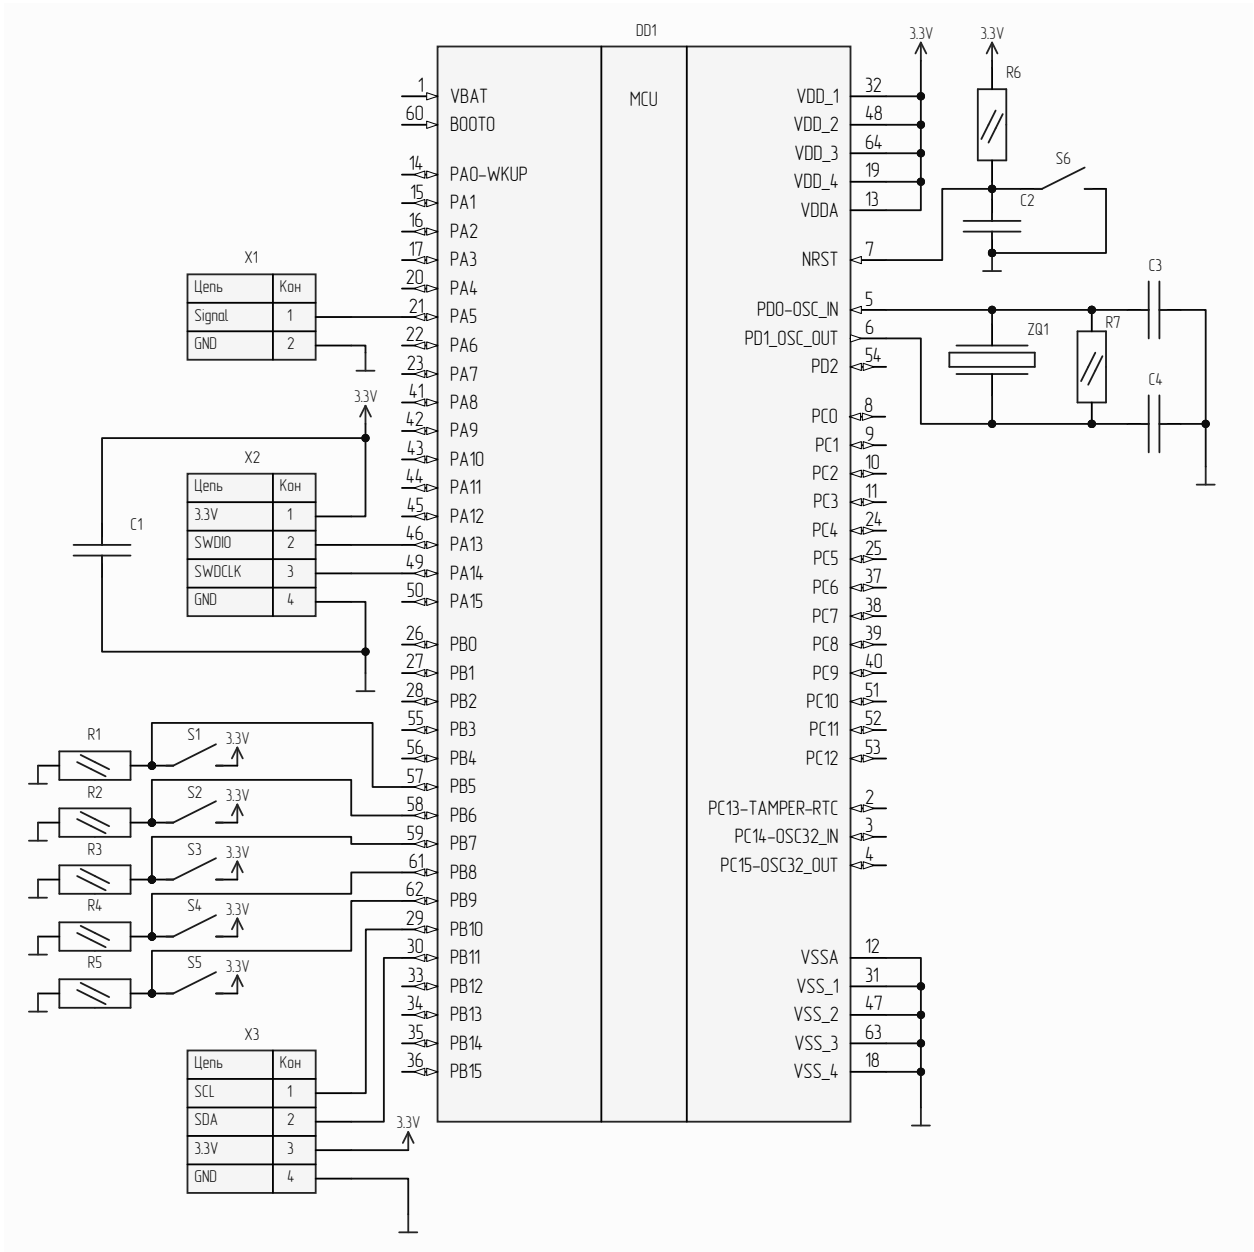 DD1
MCU
1 VBAT
60 BOOT0
14 PA0-WKUP
15 PA1
16 PA2
17 PA3
20 PA4
21 PA5
22 PA6
23 PA7
41 PA8
42 PA9
43 PA10
44 PA11
45 PA12
46 PA13
49 PA14
50 PA15
26 PB0
27 PB1
28 PB2
55 PB3
56 PB4
57 PB5
58 PB6
59 PB7
61 PB8
62 PB9
29 PB10
30 PB11
33 PB12
34 PB13
35 PB14
36 PB15
VDD_1 32
VDD_2 48
VDD_3 64
VDD_4 19
VDDA 13
NRST 7
PD0-OSC_IN 5
PD1_OSC_OUT 6
PD2 54
PC0 8
PC1 9
PC2 10
PC3 11
PC4 24
PC5 25
PC6 37
PC7 38
PC8 39
PC9 40
PC10 51
PC11 52
PC12 53
PC13-TAMPER-RTC 2
PC14-OSC32_IN 3
PC15-OSC32_OUT 4
VSSA 12
VSS_1 31
VSS_2 47
VSS_3 63
VSS_4 18
3.3V
3.3V
R6
S6
C2
C3
ZQ1
R7
C4
X1
Цепь Кон
Signal 1
GND 2
3.3V
X2
Цепь Кон
3.3V 1
SWDIO 2
SWDCLK 3
GND 4
C1
R1 S1 3.3V
R2 S2 3.3V
R3 S3 3.3V
R4 S4 3.3V
R5 S5 3.3V
X3
Цепь Кон
SCL 1
SDA 2
3.3V 3
GND 4
3.3V